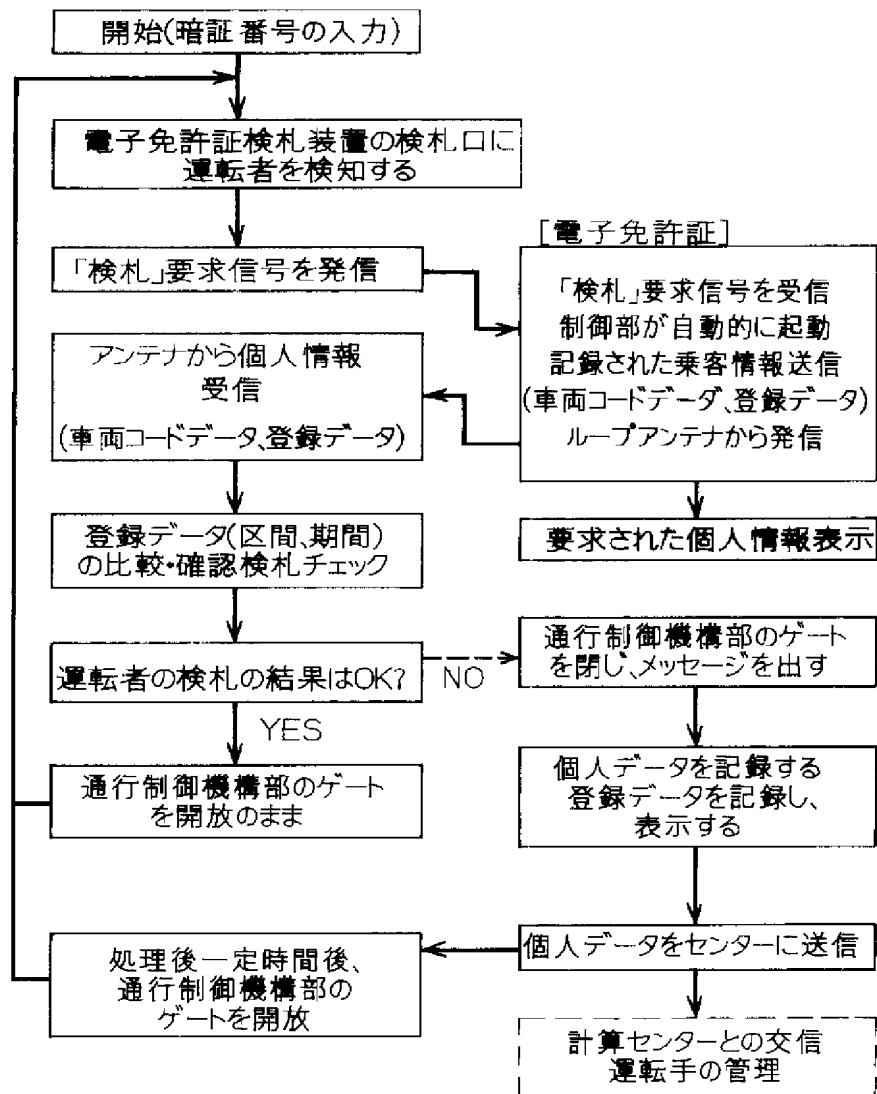 開始(暗証番号の入力)
電子免許証検札装置の検札口に
運転者を検知する
「検札」要求信号を発信
[電子免許証]
「検札」要求信号を受信
制御部が自動的に起動
記録された乗客情報送信
(車両コードデーダ、登録データ)
ループアンテナから発信
アンテナから個人情報
受信
(車両コードデータ、登録データ)
要求された個人情報表示
登録データ(区間、期間)
の比較・確認検札チェック
運転者の検札の結果はOK?
NO
通行制御機構部のゲート
を閉じ、メッセージを出す
YES
通行制御機構部のゲート
を開放のまま
個人データを記録する
登録データを記録し、
表示する
個人データをセンターに送信
処理後一定時間後、
通行制御機構部の
ゲートを開放
計算センターとの交信
運転手の管理